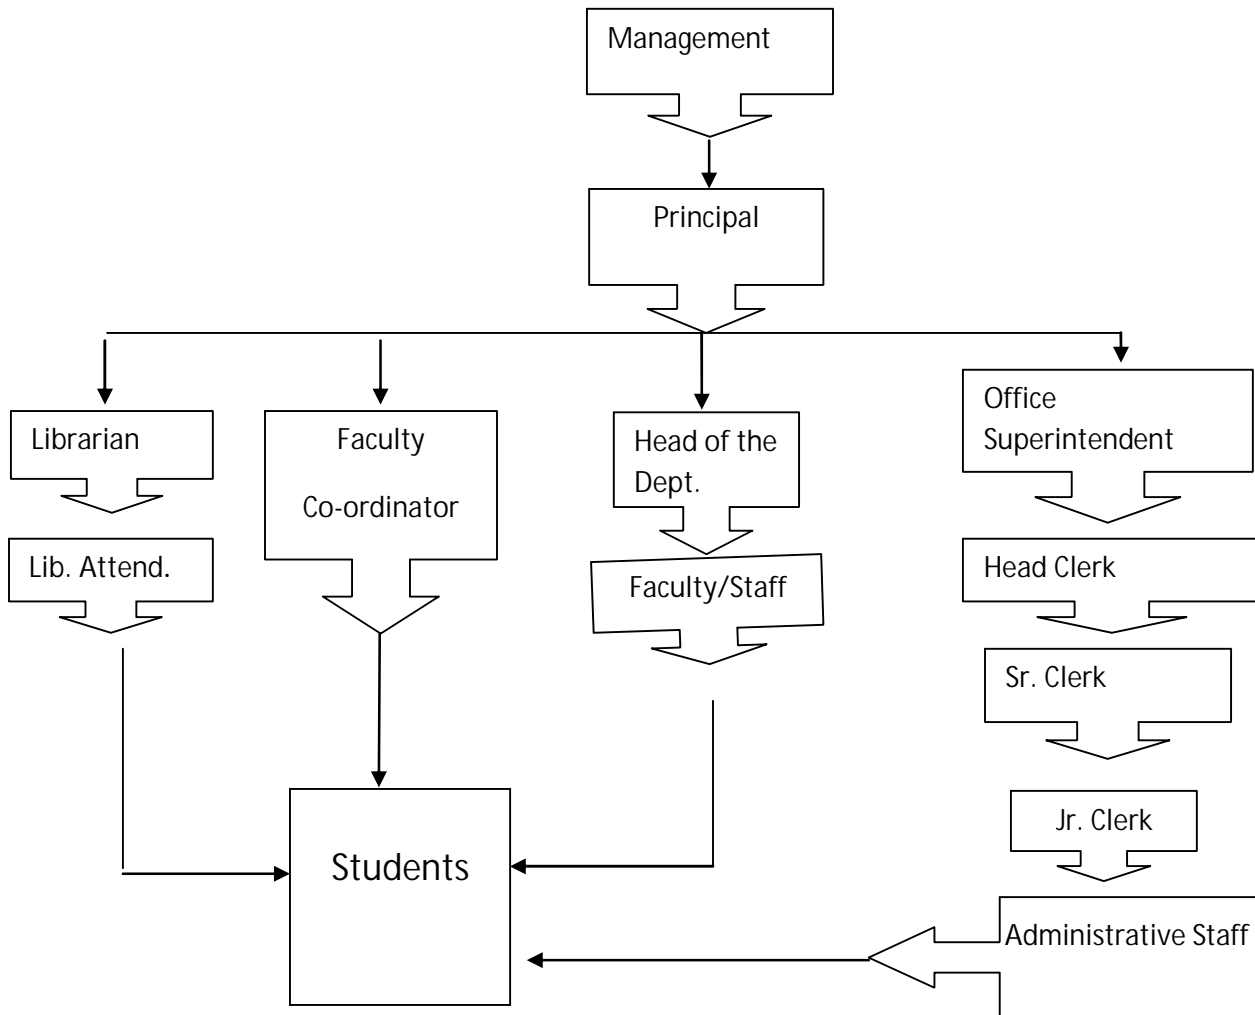 Management
Principal
Librarian
Faculty
Co-ordinator
Head of the
Dept.
Office
Superintendent
Lib. Attend.
Faculty/Staff
Head Clerk
Sr. Clerk
Jr. Clerk
Students
Administrative Staff